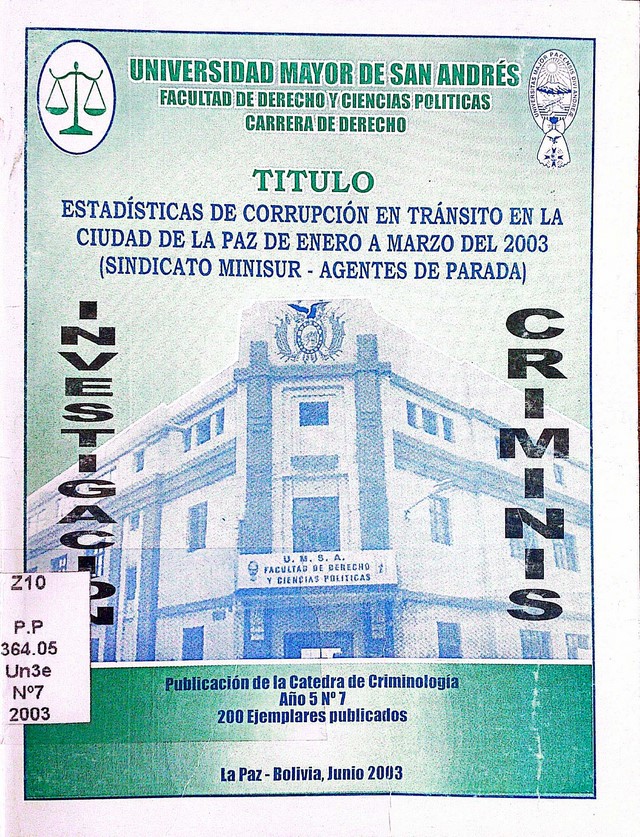 UNIVERSIDAD MAYOR DE SAN ANDRÉS
FACULTAD DE DERECHO Y CIENCIAS POLITICAS
CARRERA DE DERECHO
TITULO
ESTADÍSTICAS DE CORRUPCIÓN EN TRÁNSITO EN LA
CIUDAD DE LA PAZ DE ENERO A MARZO DEL 2003
(SINDICATO MINISUR - AGENTES DE PARADA)
INVESTIGACION
CRIMINIS
U. M. S. A.
FACULTAD DE DERECHO
Y CIENCIAS POLITICAS
Z10
P.P
364.05
Un3e
Nº7
2003
Publicación de la Catedra de Criminología
Año 5 Nº 7
200 Ejemplares publicados
La Paz - Bolivia, Junio 2003